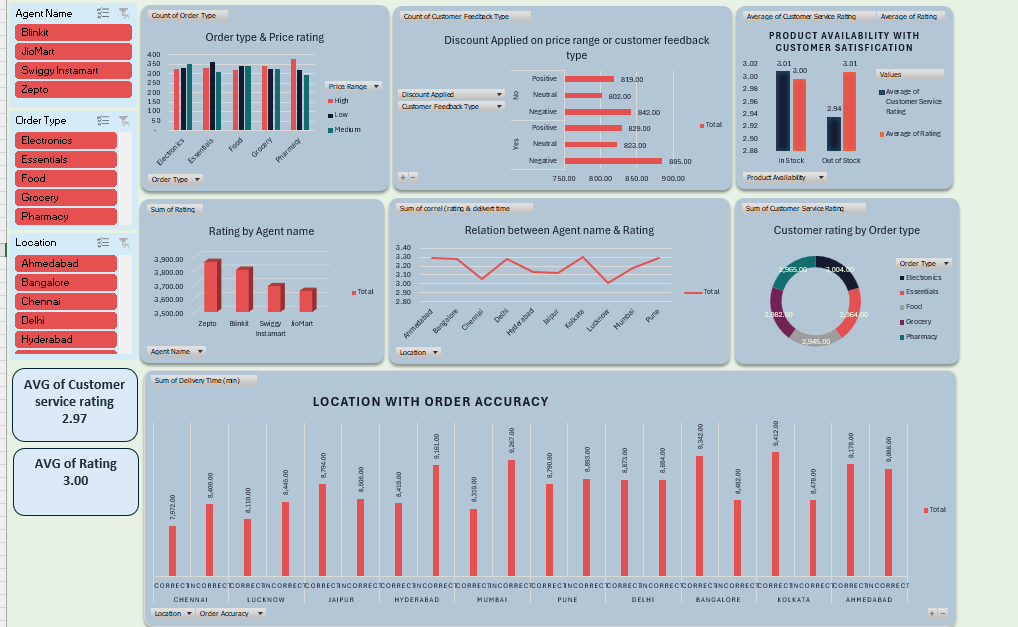 Agent Name
Blinkit
JioMart
Swiggy Instamart
Zepto
Order Type
Electronics
Essentials
Food
Grocery
Pharmacy
Location
Ahmedabad
Bangalore
Chennai
Delhi
Hyderabad
AVG of Customer
service rating
2.97
AVG of Rating
3.00
Count of Order Type
Order type & Price rating
400
350
300
250
200
150
100
50
-
Electronics
Essentials
Food
Grocery
Pharmacy
Price Range
High
Low
Medium
Order Type
Count of Customer Feedback Type
Discount Applied on price range or customer feedback
type
Discount Applied
Customer Feedback Type
No
Positive
819.00
Neutral
802.00
Negative
842.00
Yes
Positive
829.00
Neutral
823.00
Negative
885.00
750.00 800.00 850.00 900.00
Total
Average of Customer Service Rating Average of Rating
PRODUCT AVAILABILITY WITH
CUSTOMER SATISFICATION
3.02
3.00
2.98
2.96
2.94
2.92
2.90
2.88
3.01
3.00
2.94
3.01
In Stock
Out of Stock
Values
Average of
Customer Service
Rating
Average of Rating
Product Availability
Sum of Rating
Rating by Agent name
3,900.00
3,800.00
3,700.00
3,600.00
3,500.00
Zepto
Blinkit
Swiggy
Instamart
JioMart
Total
Agent Name
Sum of correl (rating & delivert time
Relation between Agent name & Rating
3.40
3.30
3.20
3.10
3.00
2.90
2.80
Ahmedabad
Bangalore
Chennai
Delhi
Hyderabad
Jaipur
Kolkata
Lucknow
Mumbai
Pune
Total
Location
Sum of Customer Service Rating
Customer rating by Order type
2,965.00
3,004.00
2,982.00
2,964.00
2,945.00
Order Type
Electronics
Essentials
Food
Grocery
Pharmacy
Sum of Delivery Time (min)
LOCATION WITH ORDER ACCURACY
7,972.00
8,400.00
8,110.00
8,445.00
8,794.00
8,505.00
8,419.00
9,161.00
8,319.00
9,267.00
8,790.00
8,893.00
8,873.00
8,884.00
9,342.00
8,482.00
9,412.00
8,478.00
9,178.00
9,088.00
CORRECT INCORRECT CORRECT INCORRECT CORRECT INCORRECT CORRECT INCORRECT CORRECT INCORRECT CORRECT INCORRECT CORRECT INCORRECT CORRECT INCORRECT CORRECT INCORRECT CORRECT INCORRECT
CHENNAI LUCKNOW JAIPUR HYDERABAD MUMBAI PUNE DELHI BANGALORE KOLKATA AHMEDABAD
Total
Location Order Accuracy